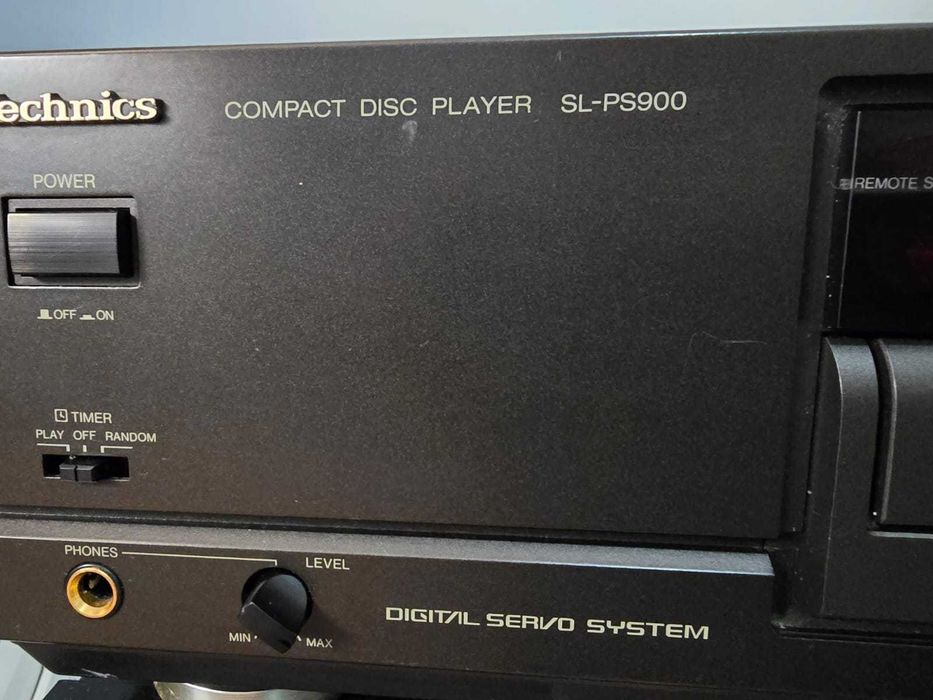 echnics
COMPACT DISC PLAYER SL-PS900
POWER
REMOTE S
OFF ON
TIMER
PLAY OFF RANDOM
PHONES
LEVEL
MIN
MAX
DIGITAL SERVO SYSTEM